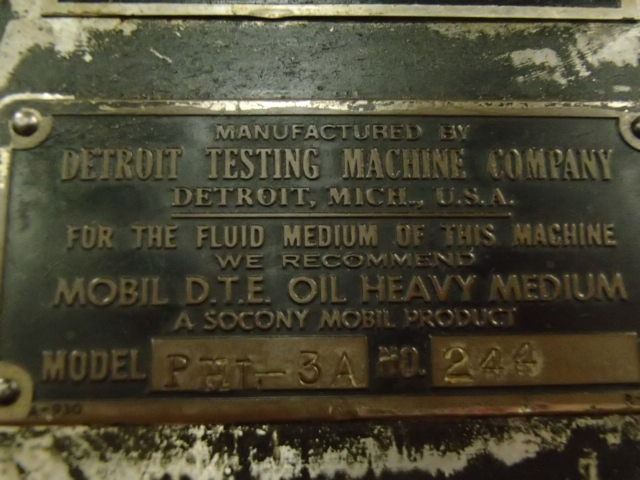 MANUFACTURED BY
DETROIT TESTING MACHINE COMPANY
DETROIT, MICH., U.S.A.
FOR THE FLUID MEDIUM OF THIS MACHINE
WE RECOMMEND
MOBIL D.T.E. OIL HEAVY MEDIUM
A SOCONY MOBIL PRODUCT
MODEL PHT-3A NO. 244
A-930